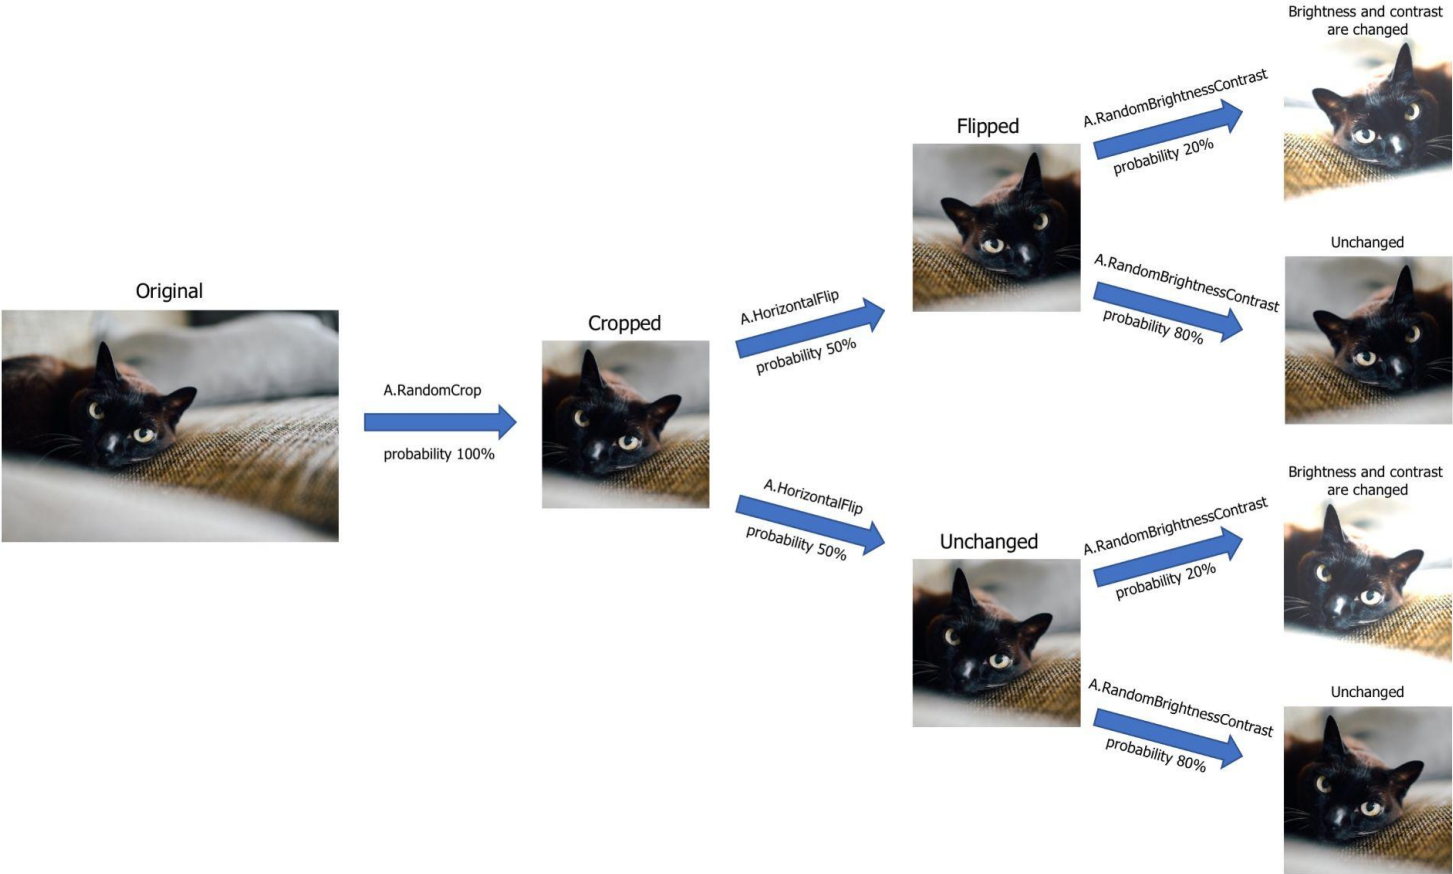 Original
A.RandomCrop
probability 100%
Cropped
A.HorizontalFlip
probability 50%
A.HorizontalFlip
probability 50%
Flipped
A.RandomBrightnessContrast
probability 20%
A.RandomBrightnessContrast
probability 80%
Brightness and contrast
are changed
Unchanged
Unchanged
A.RandomBrightnessContrast
probability 20%
A.RandomBrightnessContrast
probability 80%
Brightness and contrast
are changed
Unchanged